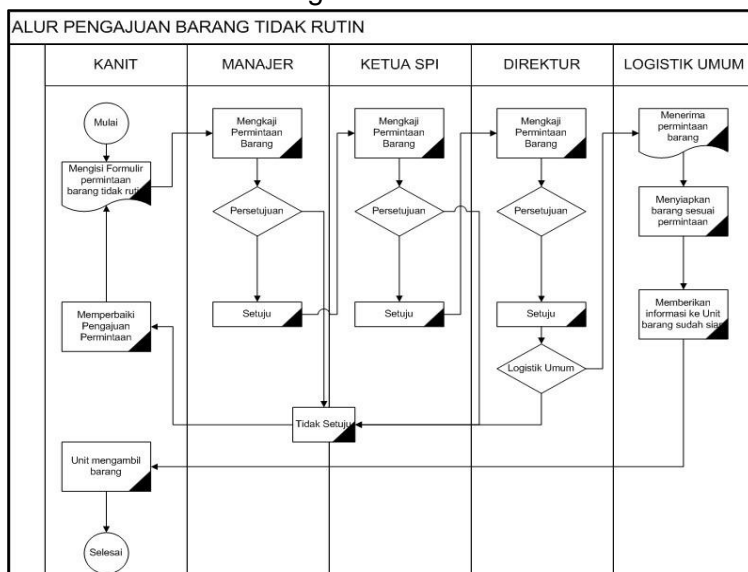 ALUR PENGAJUAN BARANG TIDAK RUTIN
KANIT
MANAJER
KETUA SPI
DIREKTUR
LOGISTIK UMUM
Mulai
Mengisi Formulir
permintaan
barang tidak rutin
Memperbaiki
Pengajuan
Permintaan
Unit mengambil
barang
Selesai
Mengkaji
Permintaan
Barang
Persetujuan
Setuju
Tidak Setuju
Mengkaji
Permintaan
Barang
Persetujuan
Setuju
Mengkaji
Permintaan
Barang
Persetujuan
Setuju
Logistik Umum
Menerima
permintaan
barang
Menyiapkan
barang sesuai
permintaan
Memberikan
informasi ke Unit
barang sudah siap